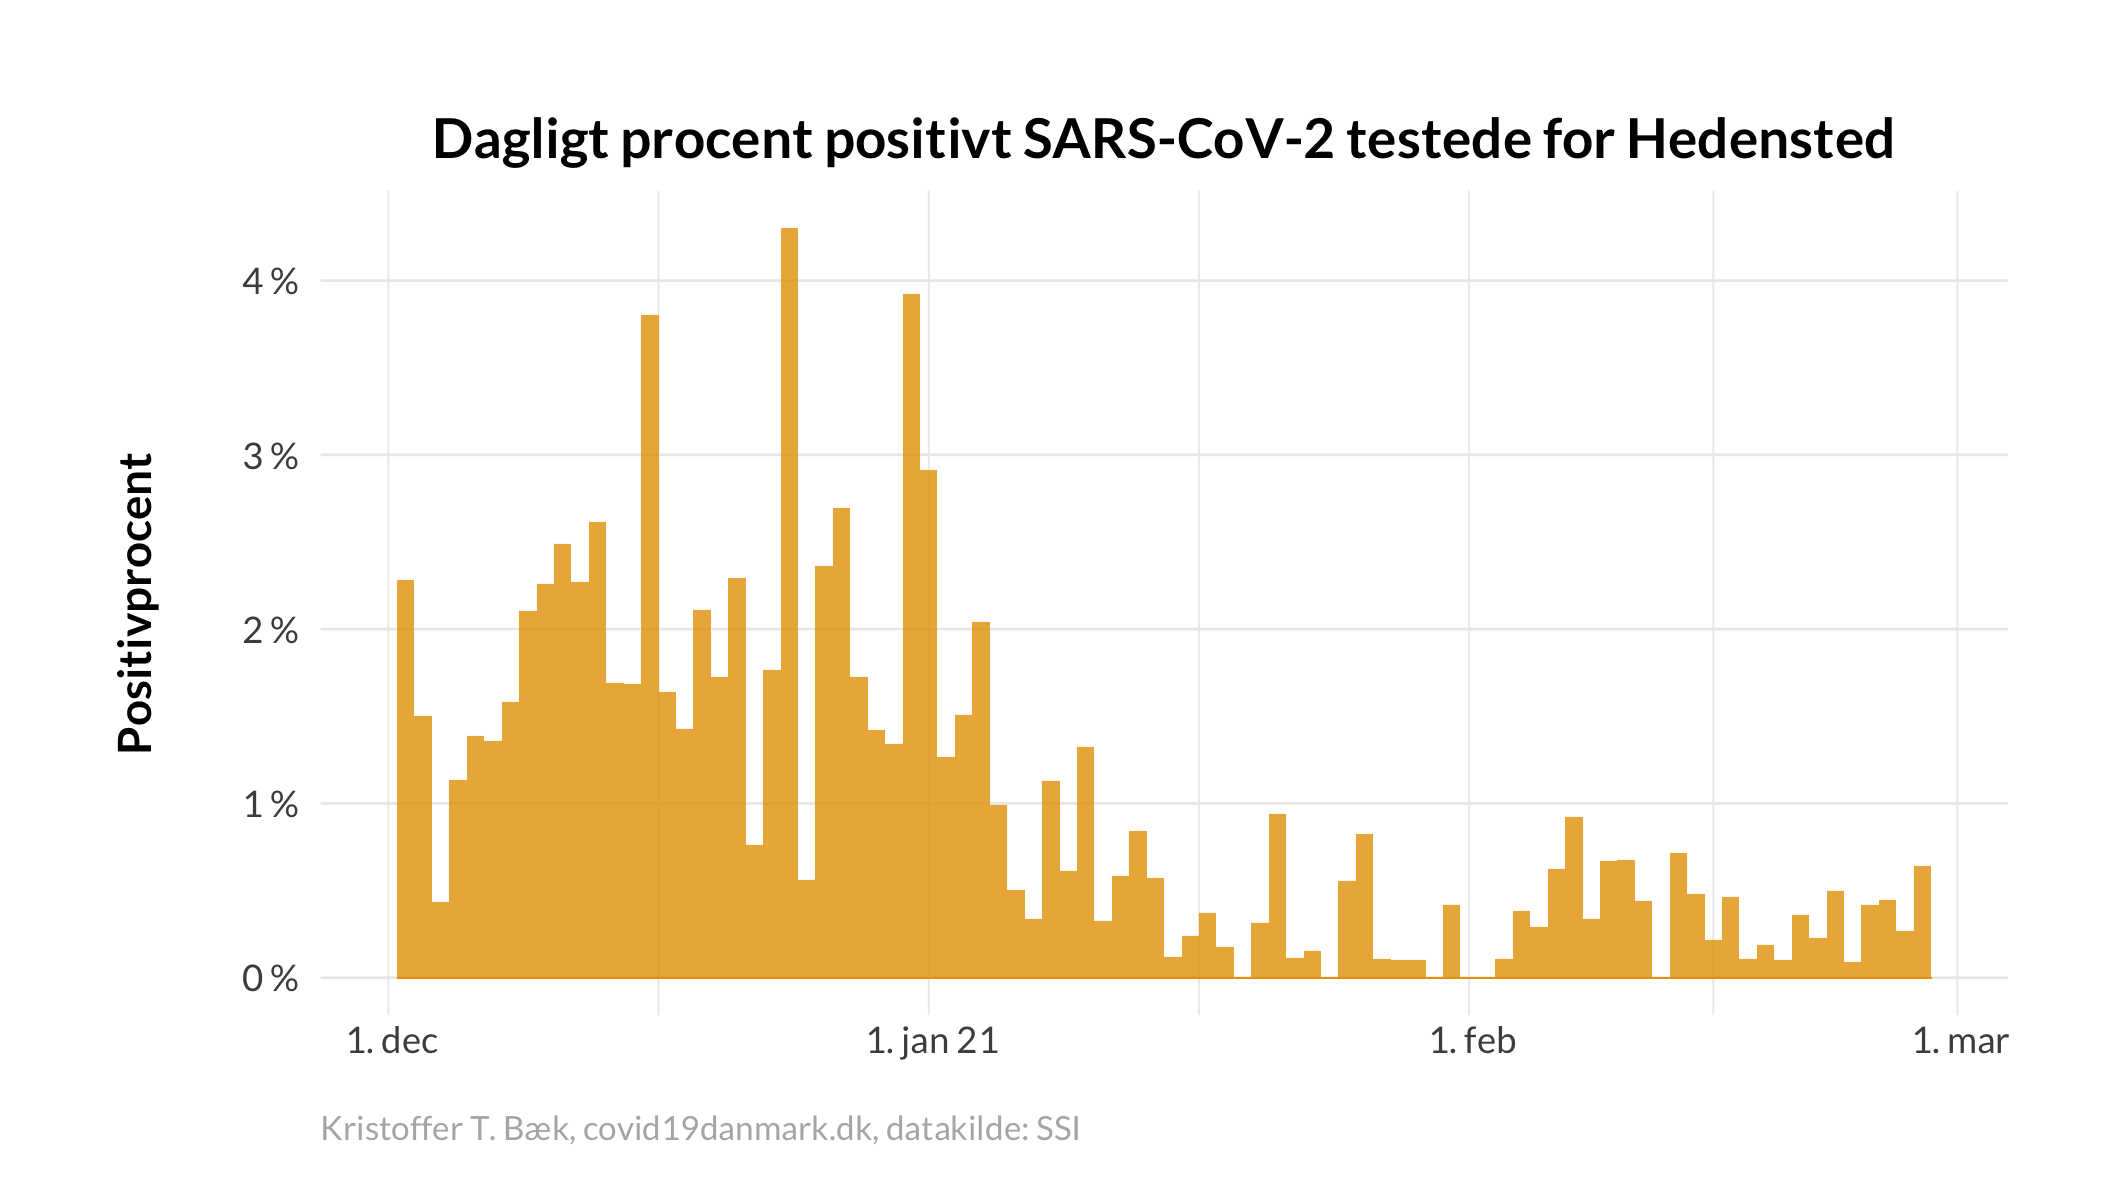 Dagligt procent positivt SARS-CoV-2 testede for Hedensted
Positivprocent
4 %
3 %
2 %
1 %
0 %
1. dec
1. jan 21
1. feb
1. mar
Kristoffer T. Bæk, covid19danmark.dk, datakilde: SSI